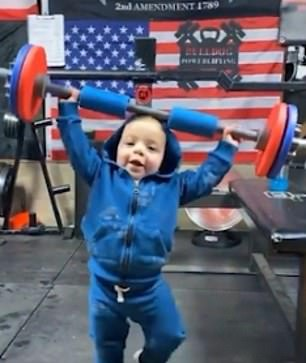 2nd AMENDMENT 1789
BULLDOG
POWERLIFTING